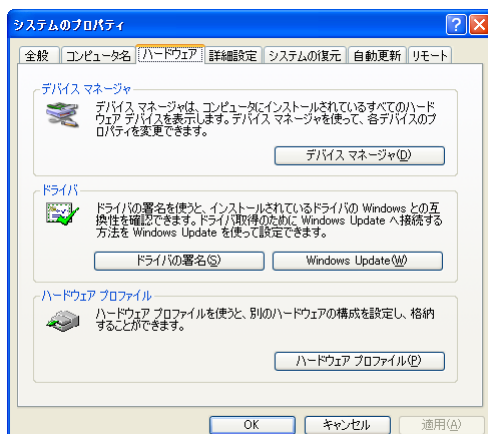 システムのプロパティ
全般 コンピュータ名 ハードウェア 詳細設定 システムの復元 自動更新 リモート
デバイス マネージャ
デバイス マネージャは、コンピュータにインストールされているすべてのハード
ウェア デバイスを表示します。デバイス マネージャを使って、各デバイスのプ
ロパティを変更できます。
デバイス マネージャ(D)
ドライバ
ドライバの署名を使うと、インストールされているドライバの Windows との互
換性を確認できます。ドライバ取得のために Windows Update へ接続する
方法を Windows Update を使って設定できます。
ドライバの署名(S) Windows Update(W)
ハードウェア プロファイル
ハードウェア プロファイルを使うと、別のハードウェアの構成を設定し、格納
することができます。
ハードウェア プロファイル(P)
OK キャンセル 適用(A)